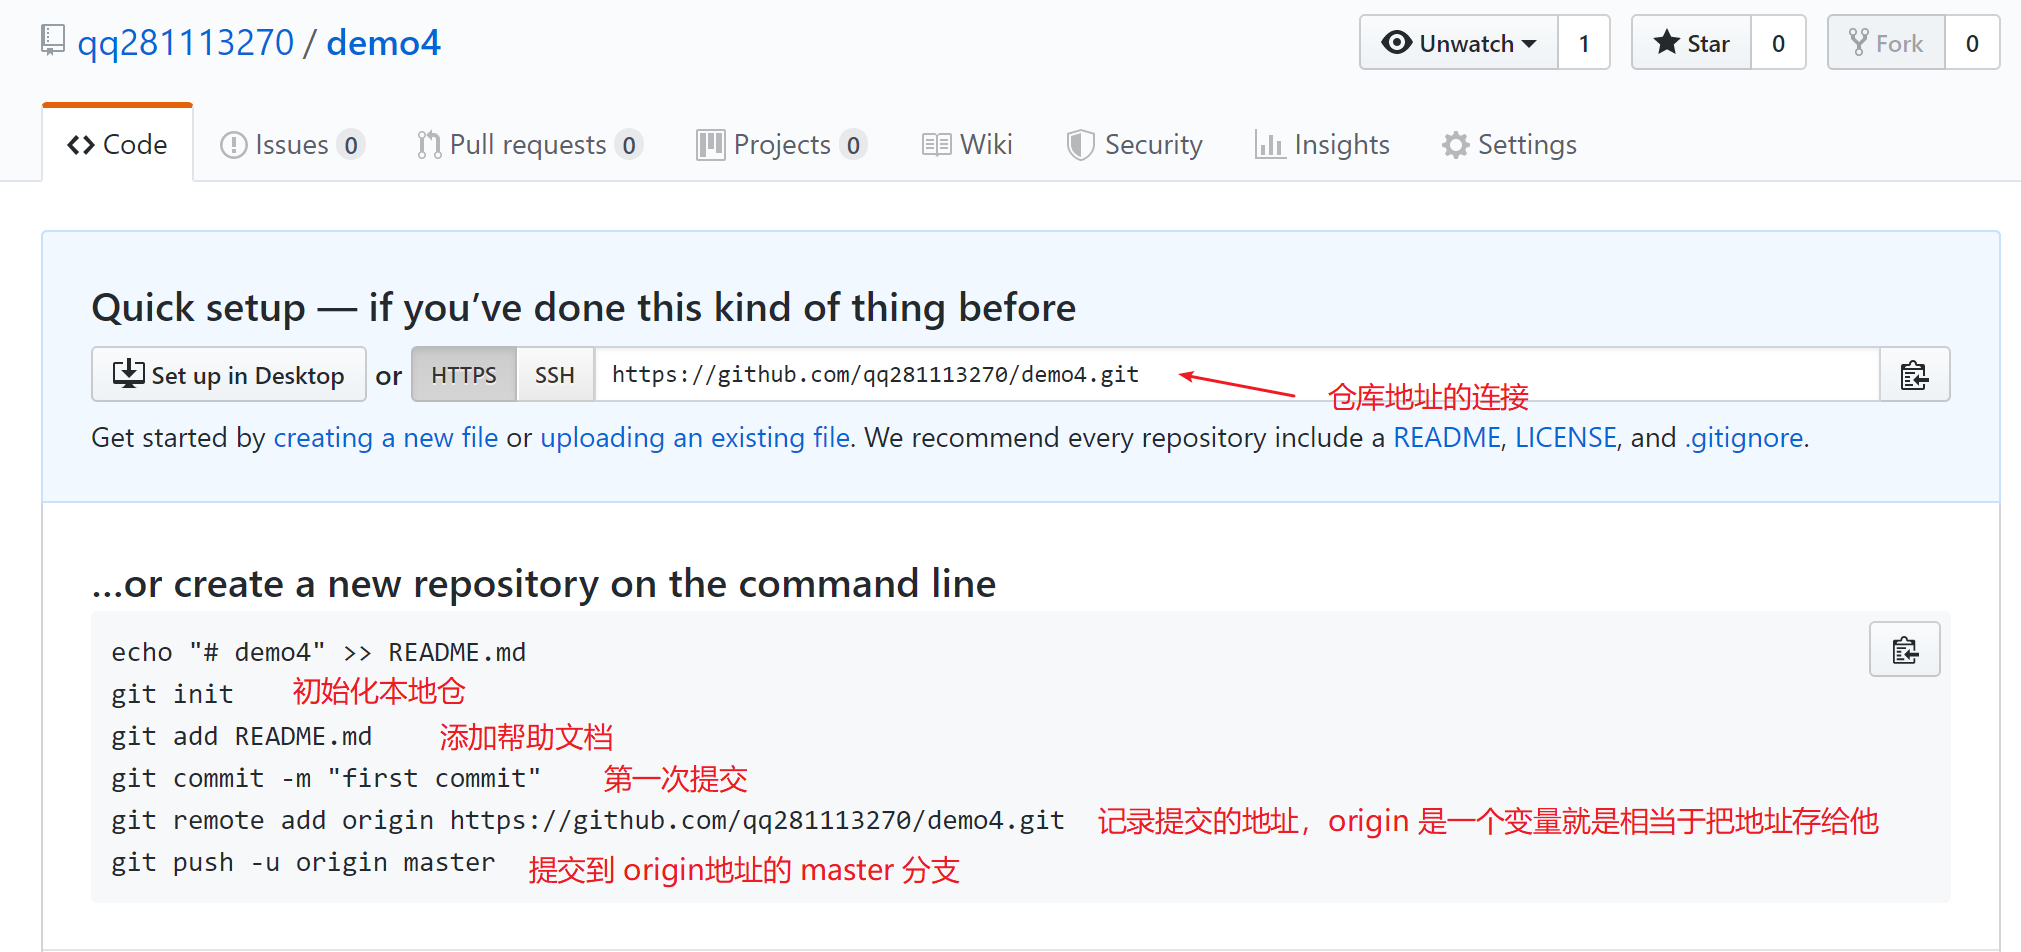 qq281113270 / demo4
Unwatch 1 Star 0 Fork 0
Code Issues 0 Pull requests 0 Projects 0 Wiki Security Insights Settings
Quick setup — if you’ve done this kind of thing before
Set up in Desktop or HTTPS SSH https://github.com/qq281113270/demo4.git 仓库地址的连接
Get started by creating a new file or uploading an existing file. We recommend every repository include a README, LICENSE, and .gitignore.
…or create a new repository on the command line
echo "# demo4" >> README.md
git init 初始化本地仓
git add README.md 添加帮助文档
git commit -m "first commit" 第一次提交
git remote add origin https://github.com/qq281113270/demo4.git 记录提交的地址，origin 是一个变量就是相当于把地址存给他
git push -u origin master 提交到 origin地址的 master 分支